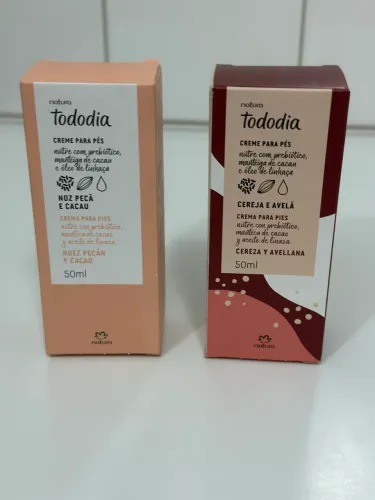 natura
tododia
CREME PARA PÉS
nutre com prebiótico,
manteiga de cacau
e óleo de linhaça
NOZ PECÃ
E CACAU
CREMA PARA PIES
nutre con prebiótico,
manteca de cacao
y aceite de linaza
NUEZ PECÁN
Y CACAO
50ml
natura
natura
tododia
CREME PARA PÉS
nutre com prebiótico,
manteiga de cacau
e óleo de linhaça
CEREJA E AVELÃ
CREMA PARA PIES
nutre con prebiótico,
manteca de cacao
y aceite de linaza
CEREZA Y AVELLANA
50ml
natura